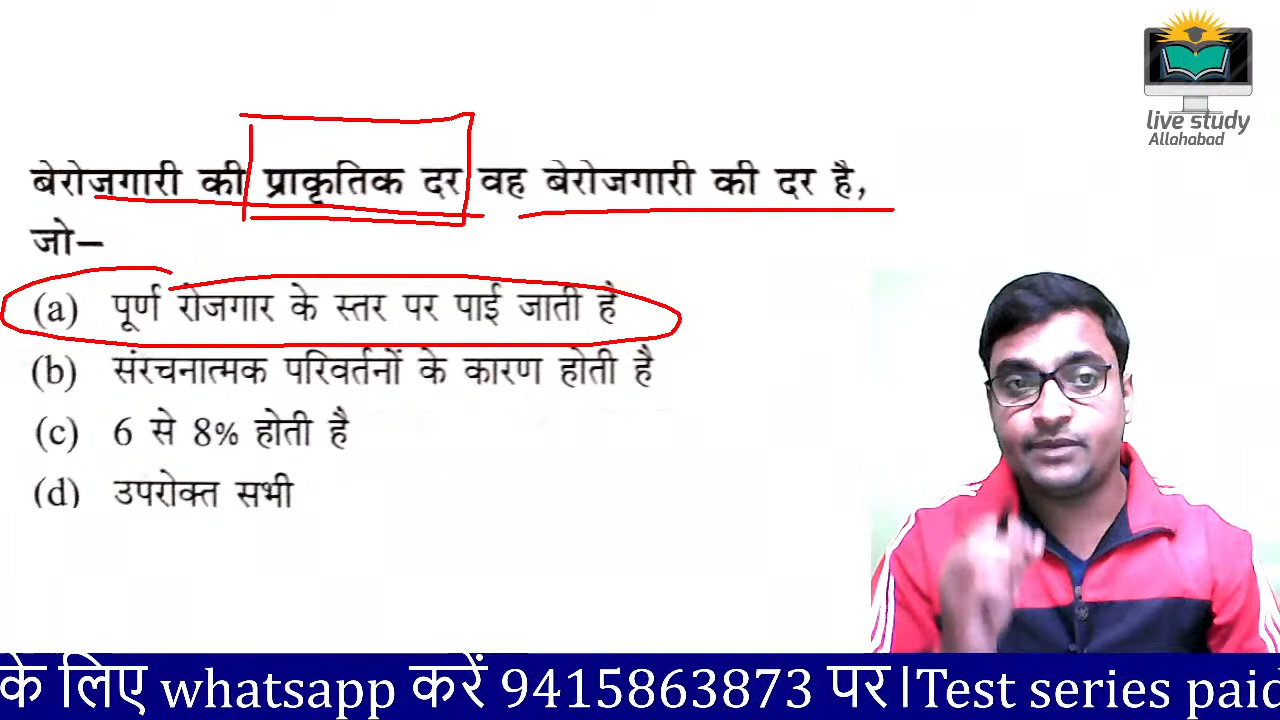 live study
Allahabad
बेरोजगारी की प्राकृतिक दर वह बेरोजगारी की दर है,
जो–
(a) पूर्ण रोजगार के स्तर पर पाई जाती है
(b) संरचनात्मक परिवर्तनों के कारण होती है
(c) 6 से 8% होती है
(d) उपरोक्त सभी
के लिए whatsapp करें 9415863873 पर।Test series paid